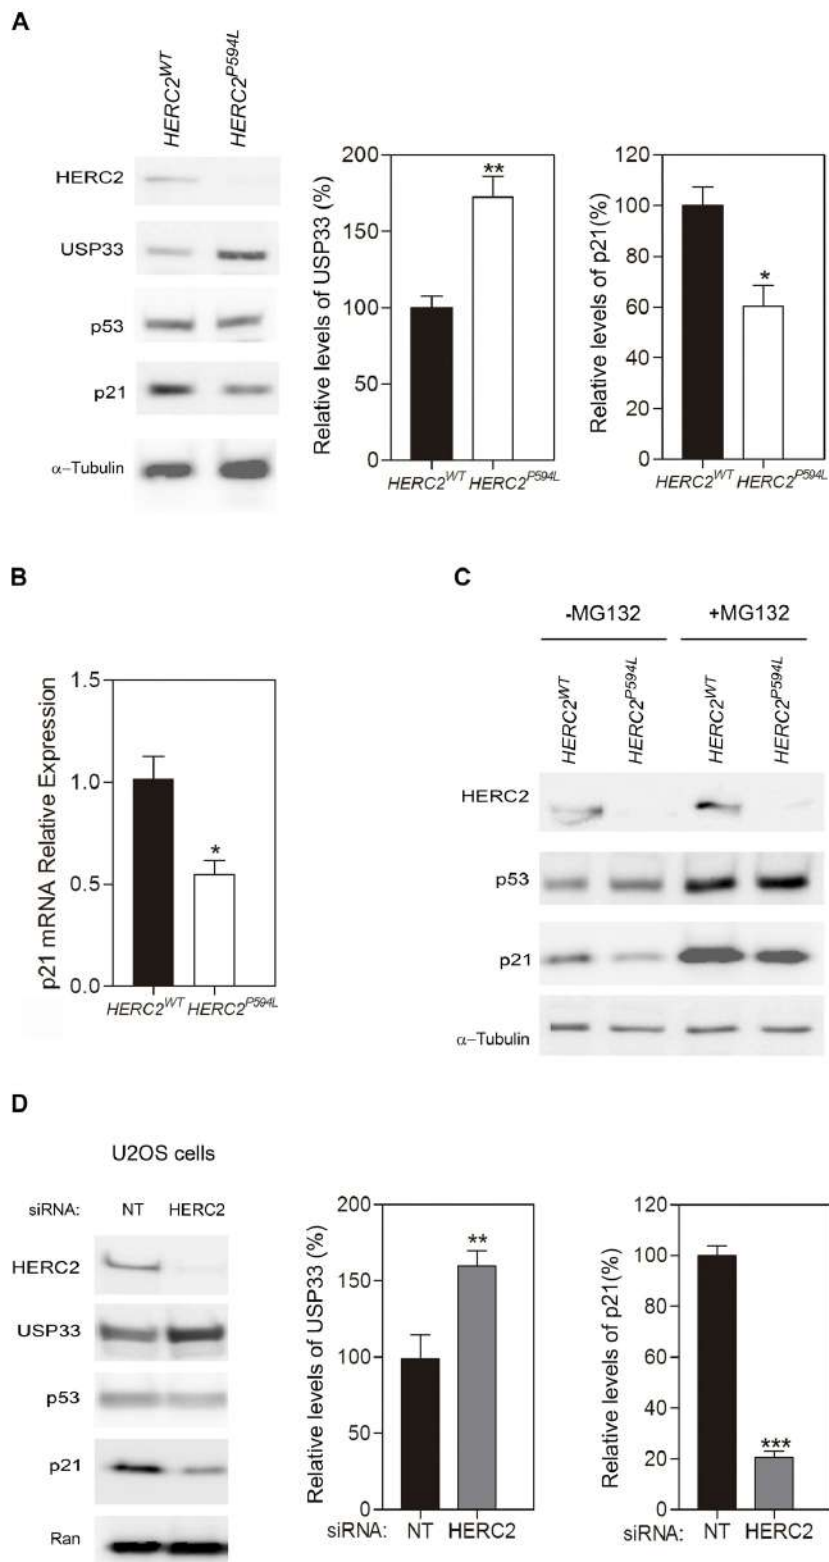 A
HERC2WT HERC2P594L
HERC2
USP33
p53
p21
α–Tubulin
Relative levels of USP33 (%)
200
150
100
50
0
**
HERC2WT HERC2P594L
Relative levels of p21(%)
120
100
80
60
40
20
0
*
HERC2WT HERC2P594L
B
p21 mRNA Relative Expression
1.5
1.0
0.5
0.0
*
HERC2WT HERC2P594L
C
-MG132 +MG132
HERC2WT HERC2P594L HERC2WT HERC2P594L
HERC2
p53
p21
α–Tubulin
D
U2OS cells
siRNA: NT HERC2
HERC2
USP33
p53
p21
Ran
Relative levels of USP33 (%)
200
150
100
50
0
**
siRNA: NT HERC2
Relative levels of p21(%)
120
100
80
60
40
20
0
***
siRNA: NT HERC2